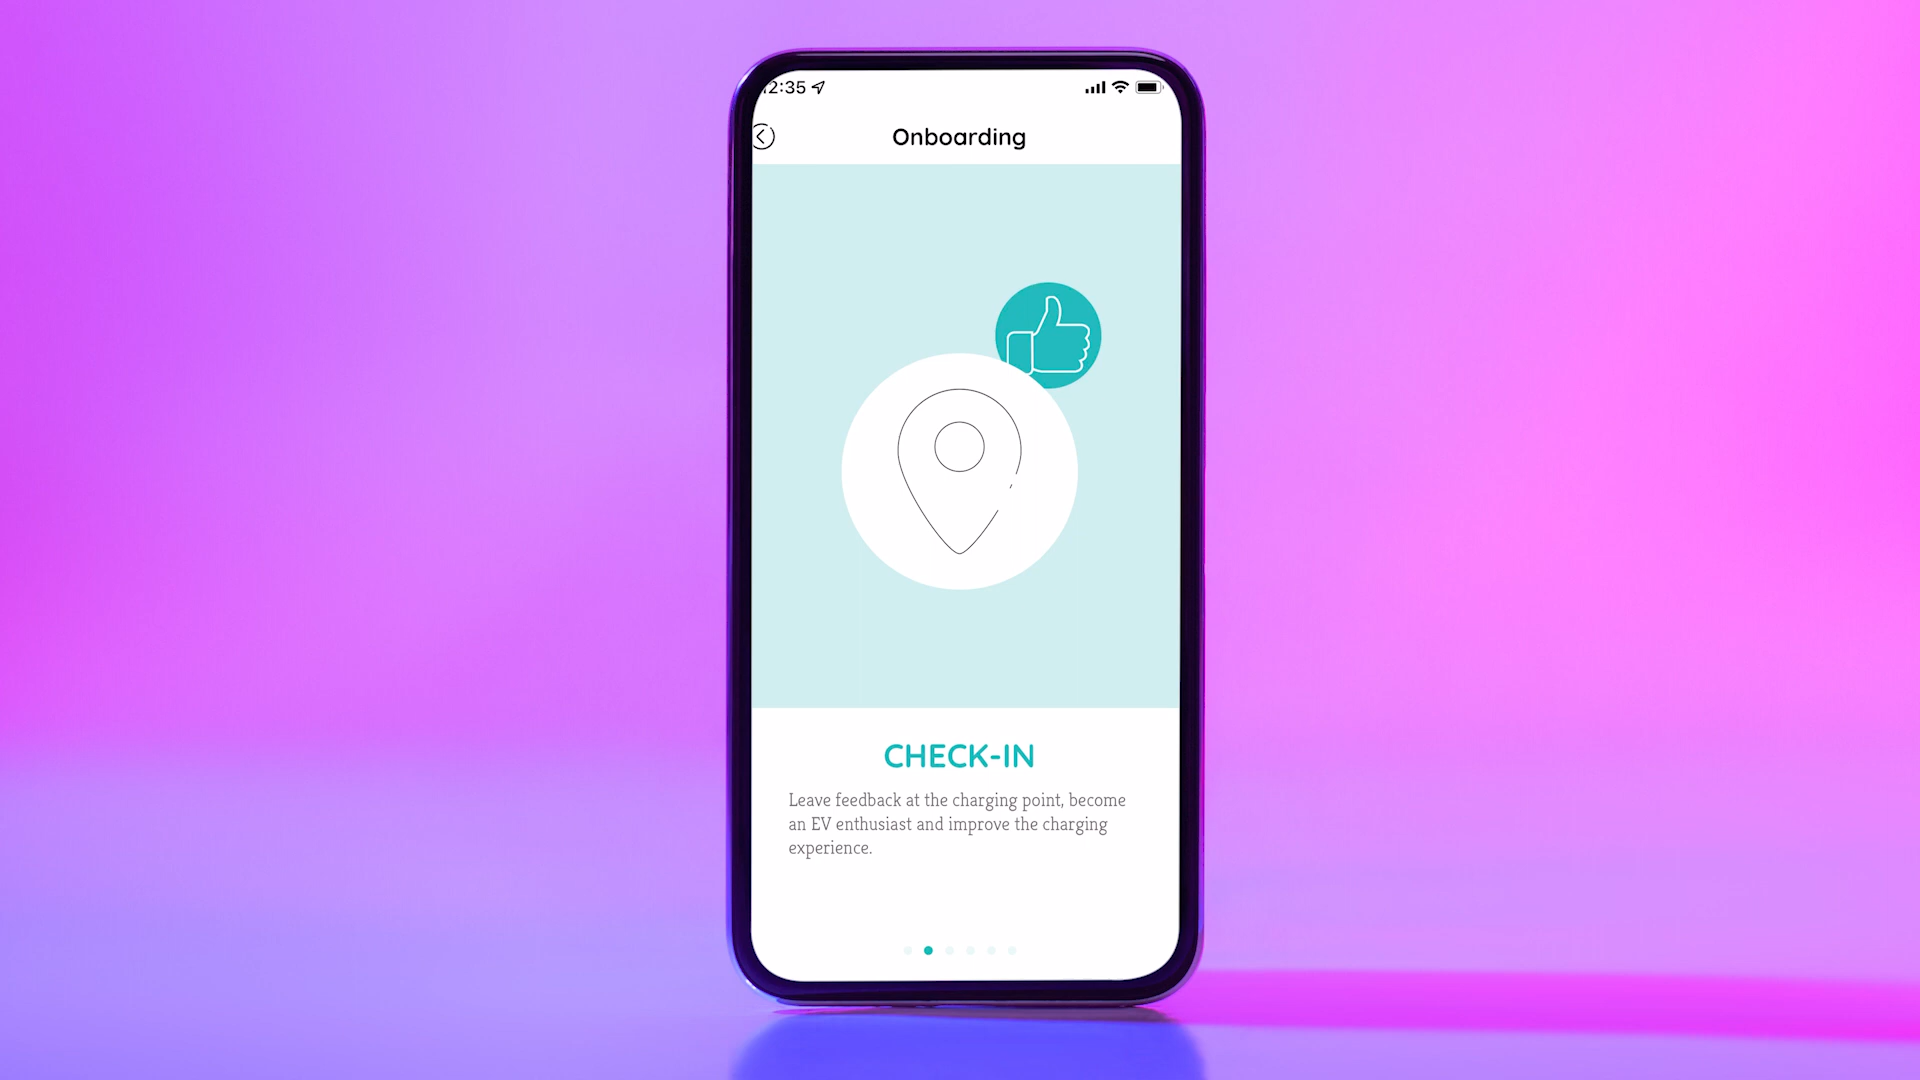 12:35
Onboarding
CHECK-IN
Leave feedback at the charging point, become
an EV enthusiast and improve the charging
experience.